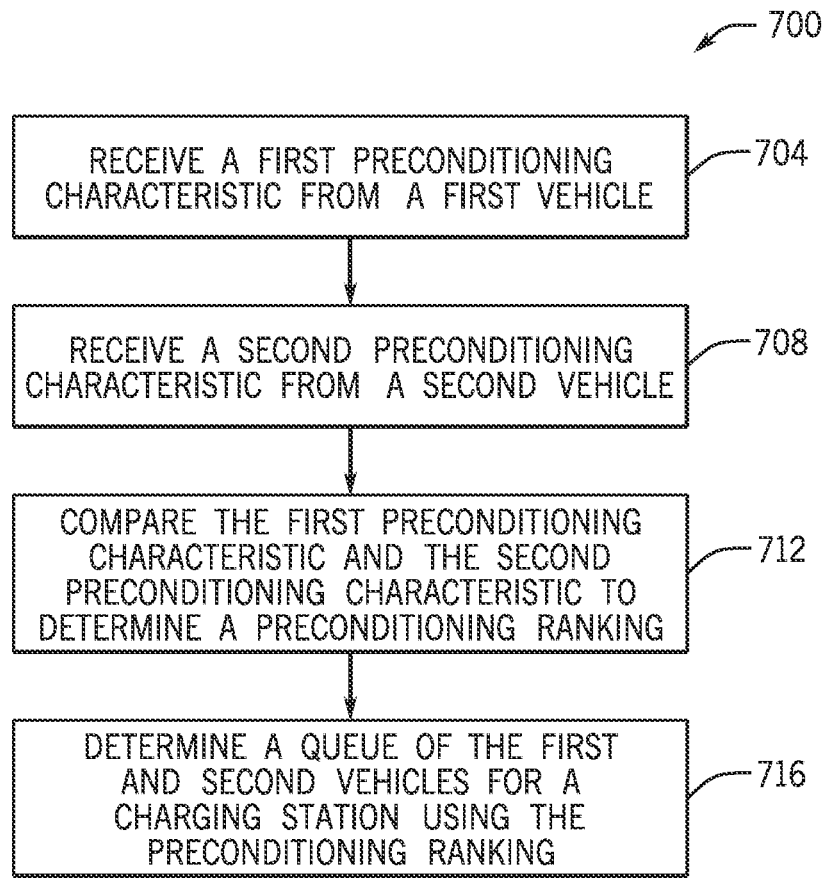 700
RECEIVE A FIRST PRECONDITIONING
CHARACTERISTIC FROM A FIRST VEHICLE
704
RECEIVE A SECOND PRECONDITIONING
CHARACTERISTIC FROM A SECOND VEHICLE
708
COMPARE THE FIRST PRECONDITIONING
CHARACTERISTIC AND THE SECOND
PRECONDITIONING CHARACTERISTIC TO
DETERMINE A PRECONDITIONING RANKING
712
DETERMINE A QUEUE OF THE FIRST
AND SECOND VEHICLES FOR A
CHARGING STATION USING THE
PRECONDITIONING RANKING
716